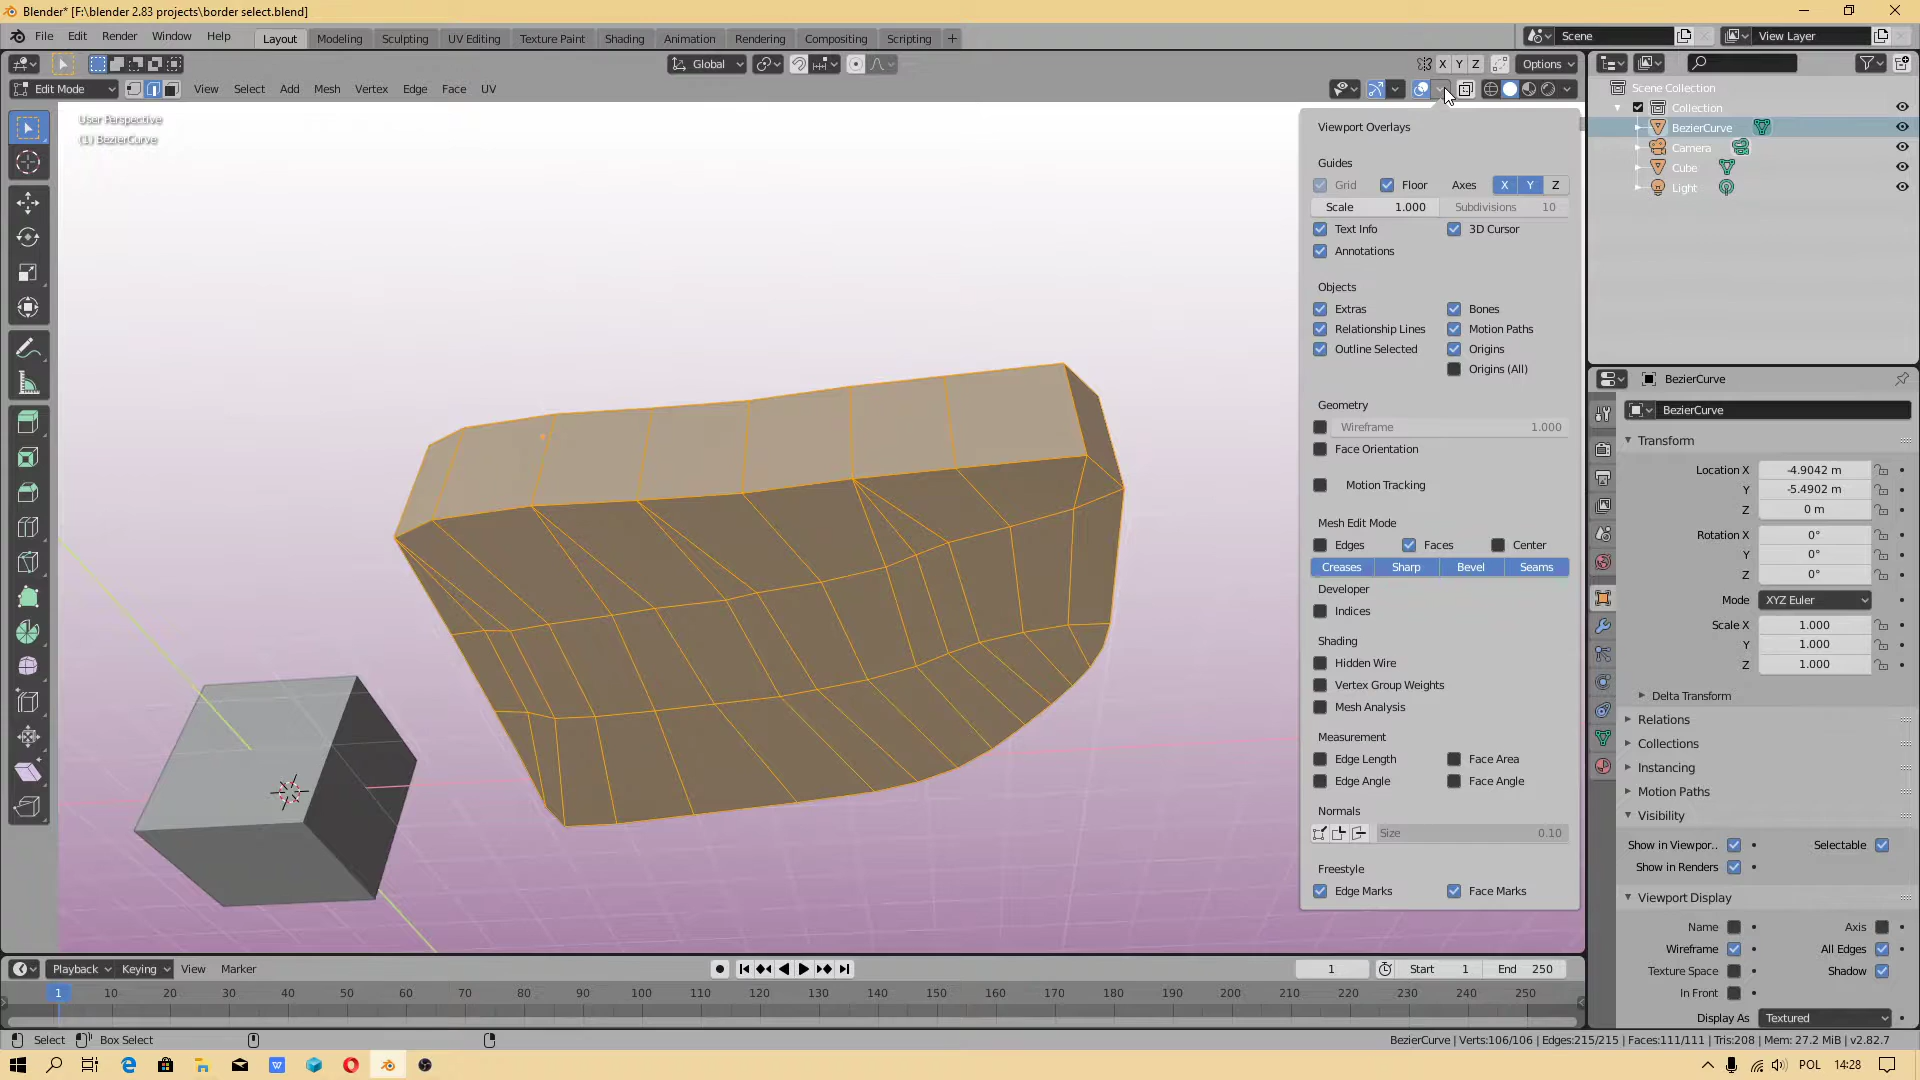 Blender* [F:\blender 2.83 projects\border select.blend]
File Edit Render Window Help Layout Modeling Sculpting UV Editing Texture Paint Shading Animation Rendering Compositing Scripting + Scene View Layer
Global X Y Z Options
Edit Mode View Select Add Mesh Vertex Edge Face UV
User Perspective
(1) BezierCurve
Viewport Overlays
Guides
Grid Floor Axes X Y Z
Scale 1.000 Subdivisions 10
Text Info 3D Cursor
Annotations
Objects
Extras Bones
Relationship Lines Motion Paths
Outline Selected Origins
Origins (All)
Geometry
Wireframe 1.000
Face Orientation
Motion Tracking
Mesh Edit Mode
Edges Faces Center
Creases Sharp Bevel Seams
Developer
Indices
Shading
Hidden Wire
Vertex Group Weights
Mesh Analysis
Measurement
Edge Length Face Area
Edge Angle Face Angle
Normals
Size 0.10
Freestyle
Edge Marks Face Marks
Scene Collection
Collection
BezierCurve
Camera
Cube
Light
BezierCurve
BezierCurve
Transform
Location X -4.9042 m
Y -5.4902 m
Z 0 m
Rotation X 0°
Y 0°
Z 0°
Mode XYZ Euler
Scale X 1.000
Y 1.000
Z 1.000
Delta Transform
Relations
Collections
Instancing
Motion Paths
Visibility
Show in Viewpor.. Selectable
Show in Renders
Viewport Display
Name Axis
Wireframe All Edges
Texture Space Shadow
In Front
Display As Textured
Playback Keying View Marker 1 Start 1 End 250
1 10 20 30 40 50 60 70 80 90 100 110 120 130 140 150 160 170 180 190 200 210 220 230 240 250
Select Box Select BezierCurve | Verts:106/106 | Edges:215/215 | Faces:111/111 | Tris:208 | Mem: 27.2 MiB | v2.82.7
POL 14:28